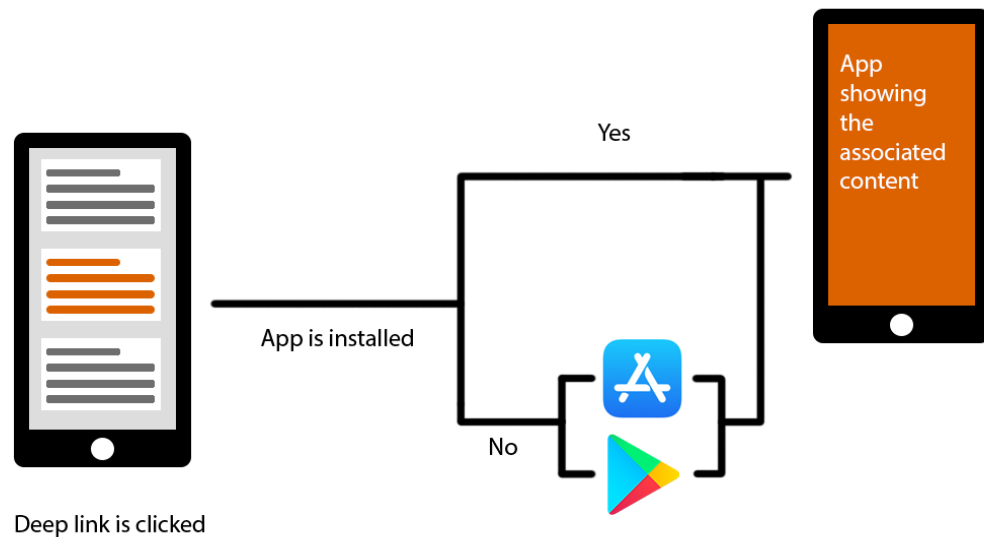 Deep link is clicked
App is installed
Yes
No
App
showing
the
associated
content